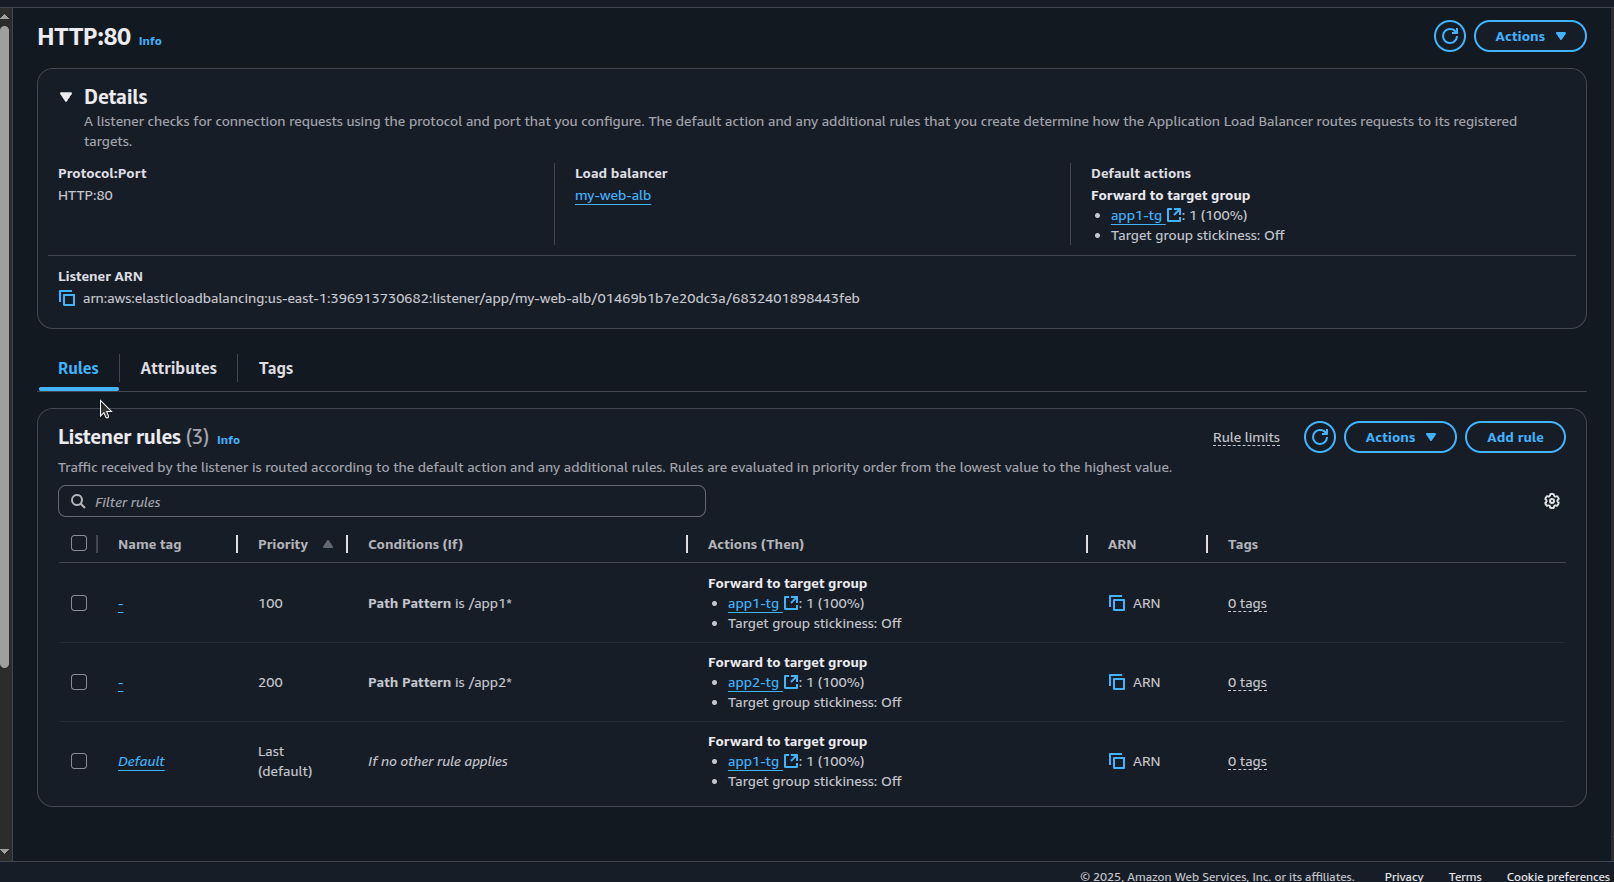 HTTP:80 Info
Actions
Details
A listener checks for connection requests using the protocol and port that you configure. The default action and any additional rules that you create determine how the Application Load Balancer routes requests to its registered
targets.
Protocol:Port
HTTP:80
Load balancer
my-web-alb
Default actions
Forward to target group
• app1-tg : 1 (100%)
• Target group stickiness: Off
Listener ARN
arn:aws:elasticloadbalancing:us-east-1:396913730682:listener/app/my-web-alb/01469b1b7e20dc3a/6832401898443feb
Rules Attributes Tags
Listener rules (3) Info
Rule limits Actions Add rule
Traffic received by the listener is routed according to the default action and any additional rules. Rules are evaluated in priority order from the lowest value to the highest value.
Filter rules
Name tag Priority Conditions (If) Actions (Then) ARN Tags
- 100 Path Pattern is /app1*
Forward to target group
• app1-tg : 1 (100%)
• Target group stickiness: Off
ARN 0 tags
- 200 Path Pattern is /app2*
Forward to target group
• app2-tg : 1 (100%)
• Target group stickiness: Off
ARN 0 tags
Default
Last
(default)
If no other rule applies
Forward to target group
• app1-tg : 1 (100%)
• Target group stickiness: Off
ARN 0 tags
© 2025, Amazon Web Services, Inc. or its affiliates. Privacy Terms Cookie preferences